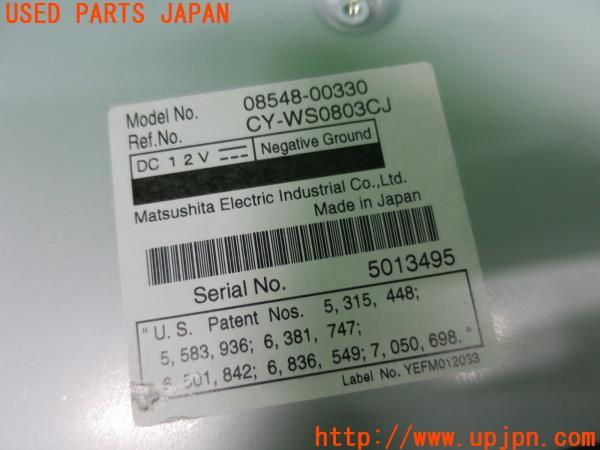 USED PARTS JAPAN
Model No. 08548-00330
Ref.No. CY-WS0803CJ
DC 12V Negative Ground
Matsushita Electric Industrial Co.,Ltd.
Made in Japan
Serial No. 5013495
"U.S. Patent Nos. 5,315,448;
5,583,936; 6,381,747;
6,501,842; 6,836,549; 7,050,698."
Label No. YEFM012033
http://www.upjpn.com/